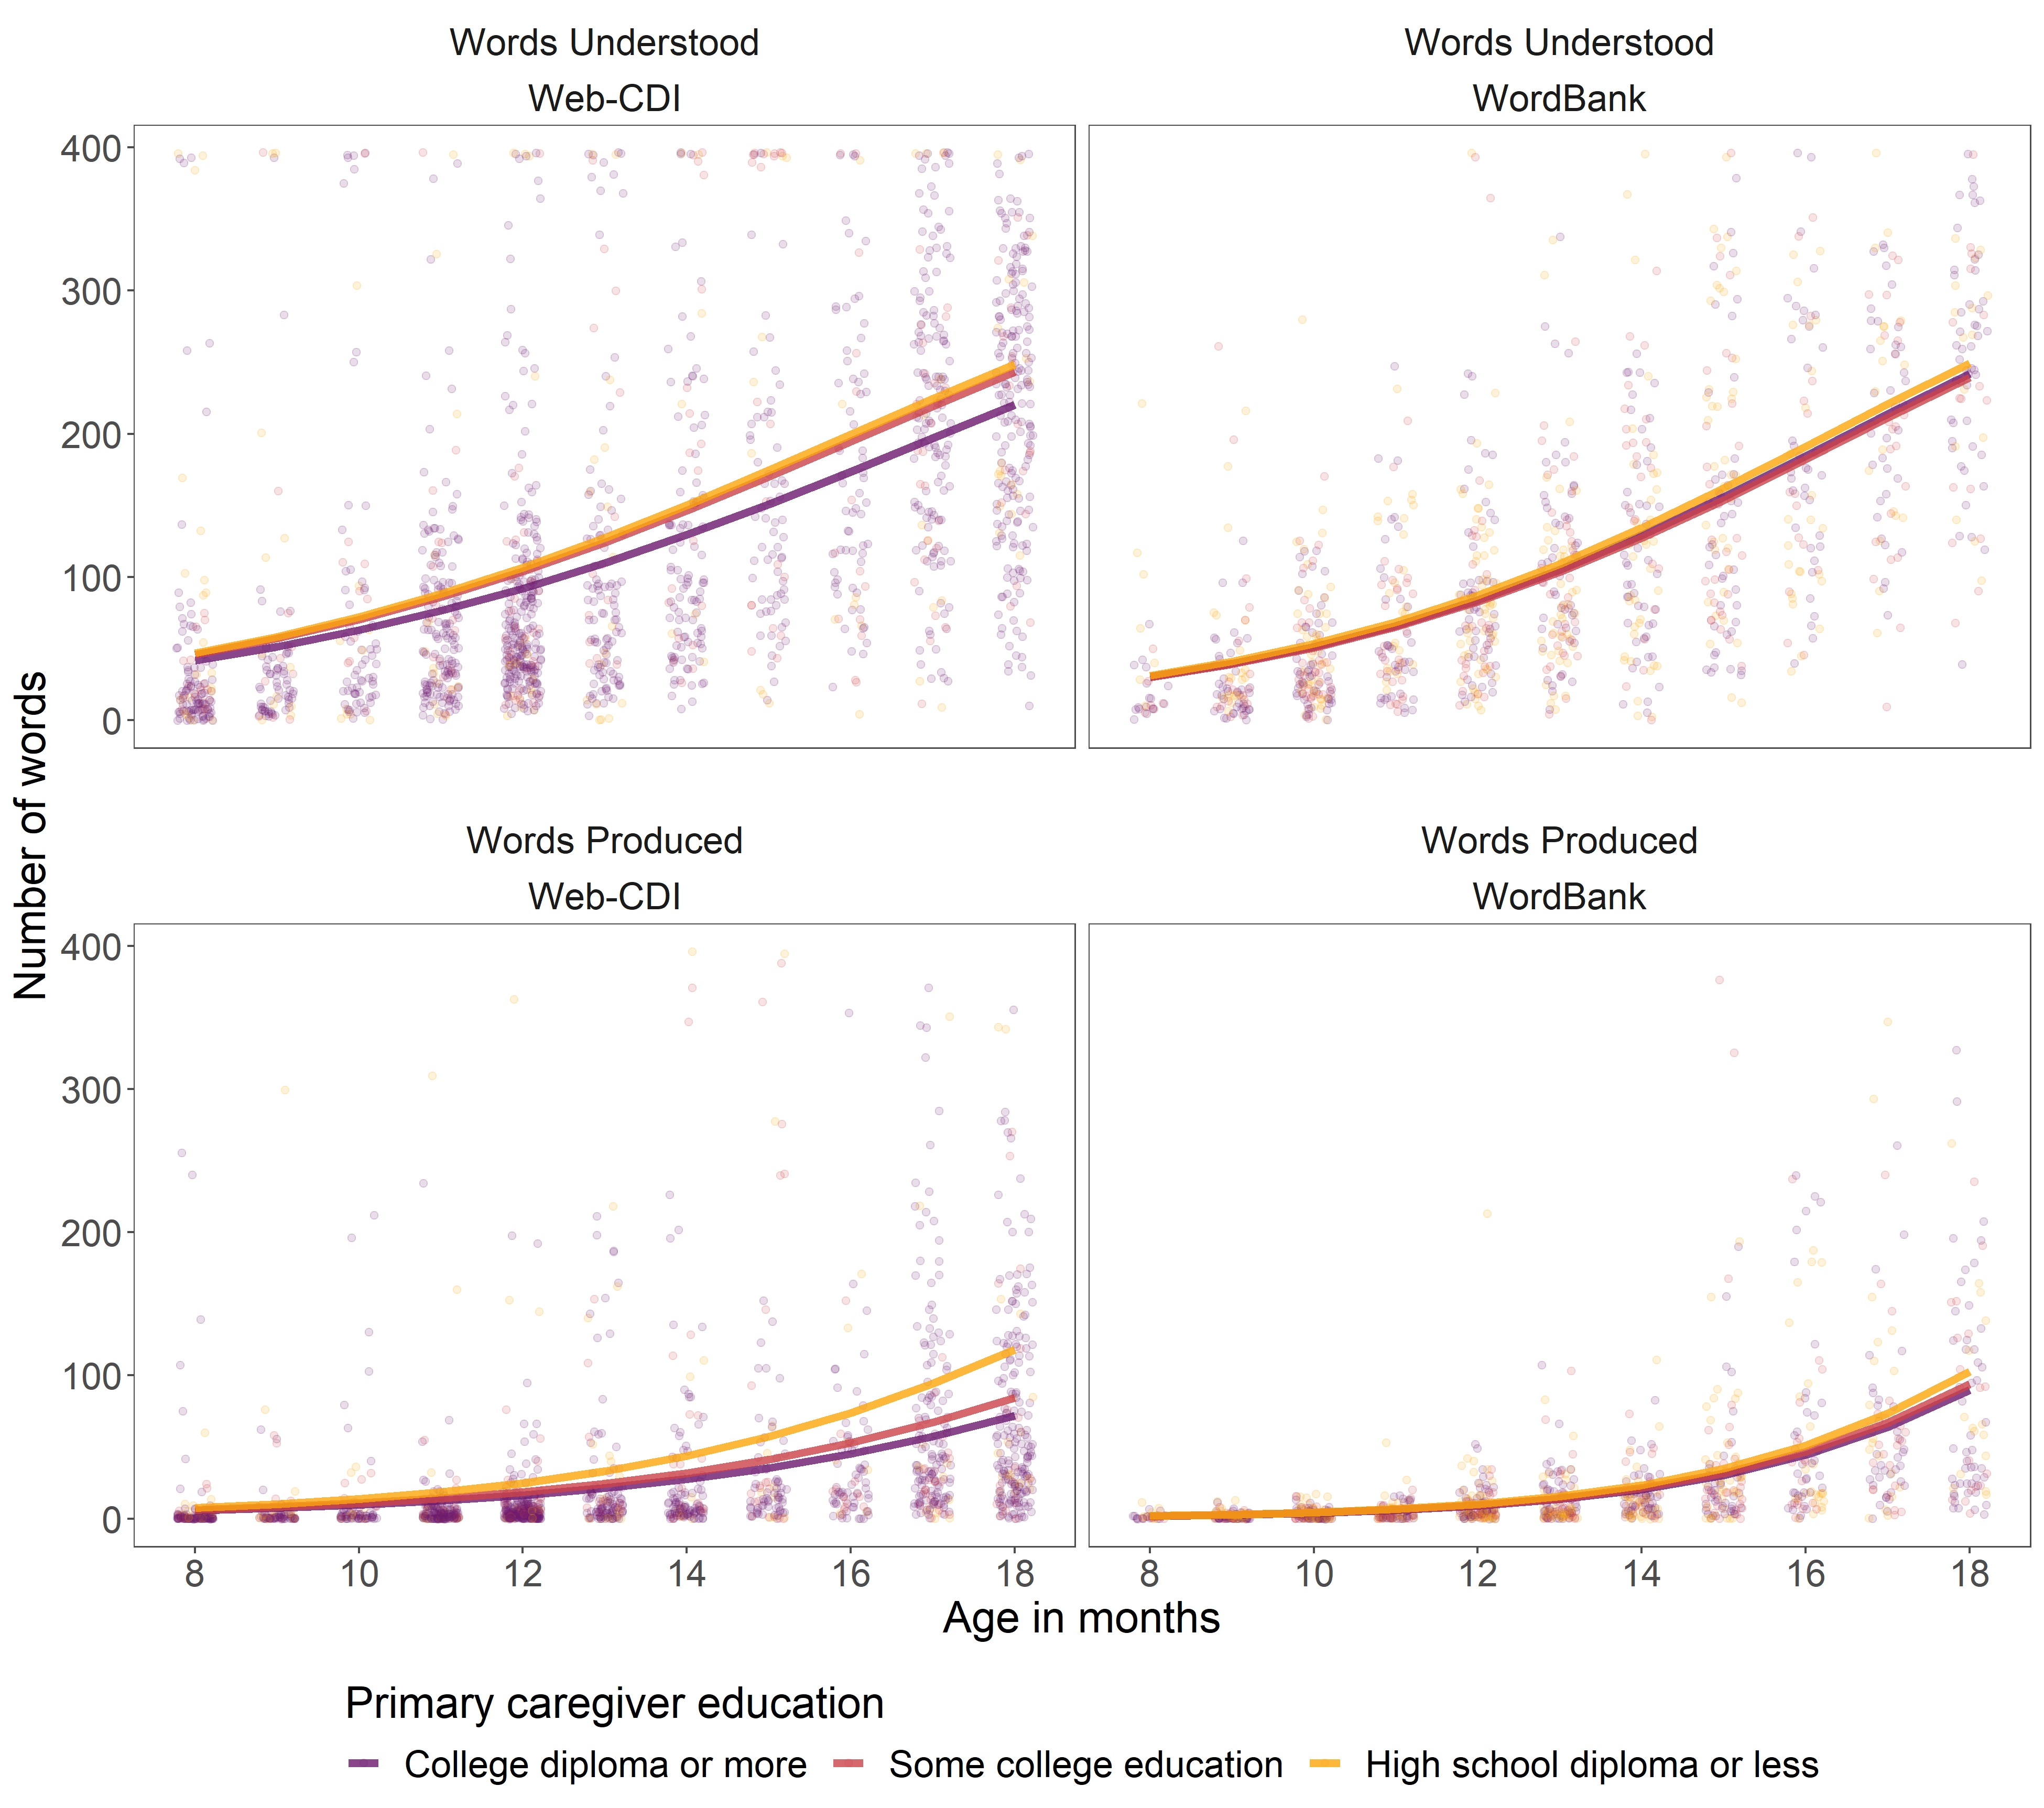 Words Understood
Web-CDI
Words Understood
WordBank
400
300
200
100
0
Number of words
Words Produced
Web-CDI
Words Produced
WordBank
400
300
200
100
0
8 10 12 14 16 18
8 10 12 14 16 18
Age in months
Primary caregiver education
College diploma or more Some college education High school diploma or less